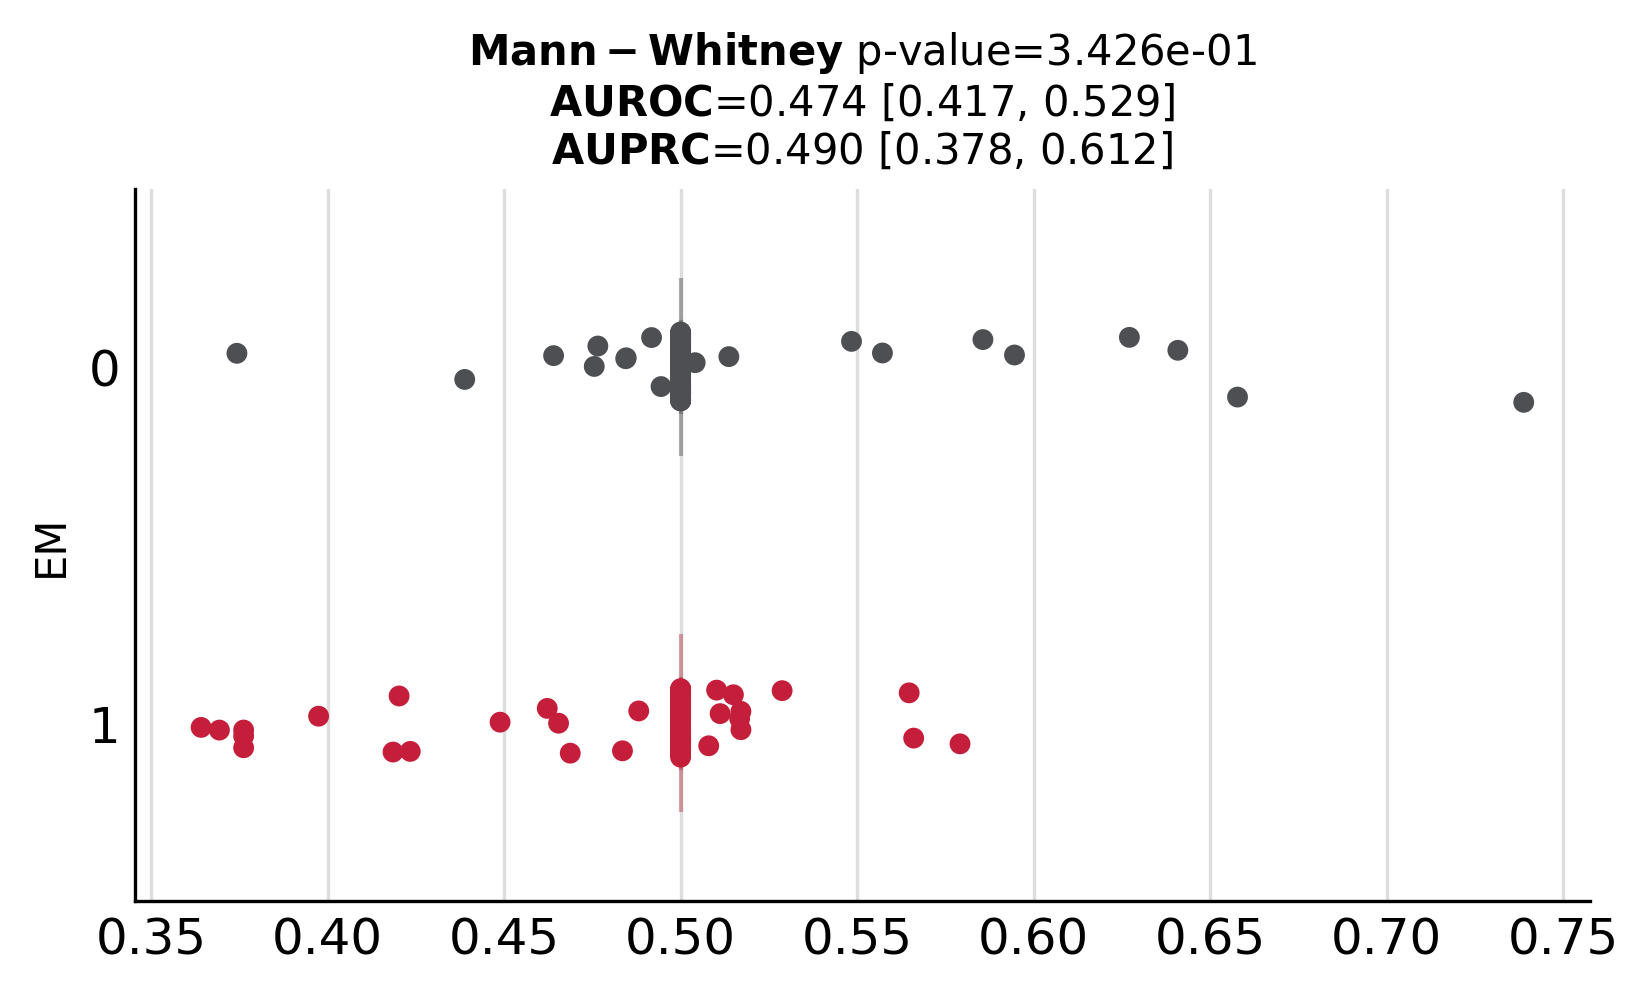 Mann−Whitney p-value=3.426e-01
AUROC=0.474 [0.417, 0.529]
AUPRC=0.490 [0.378, 0.612]
0
EM
1
0.35 0.40 0.45 0.50 0.55 0.60 0.65 0.70 0.75